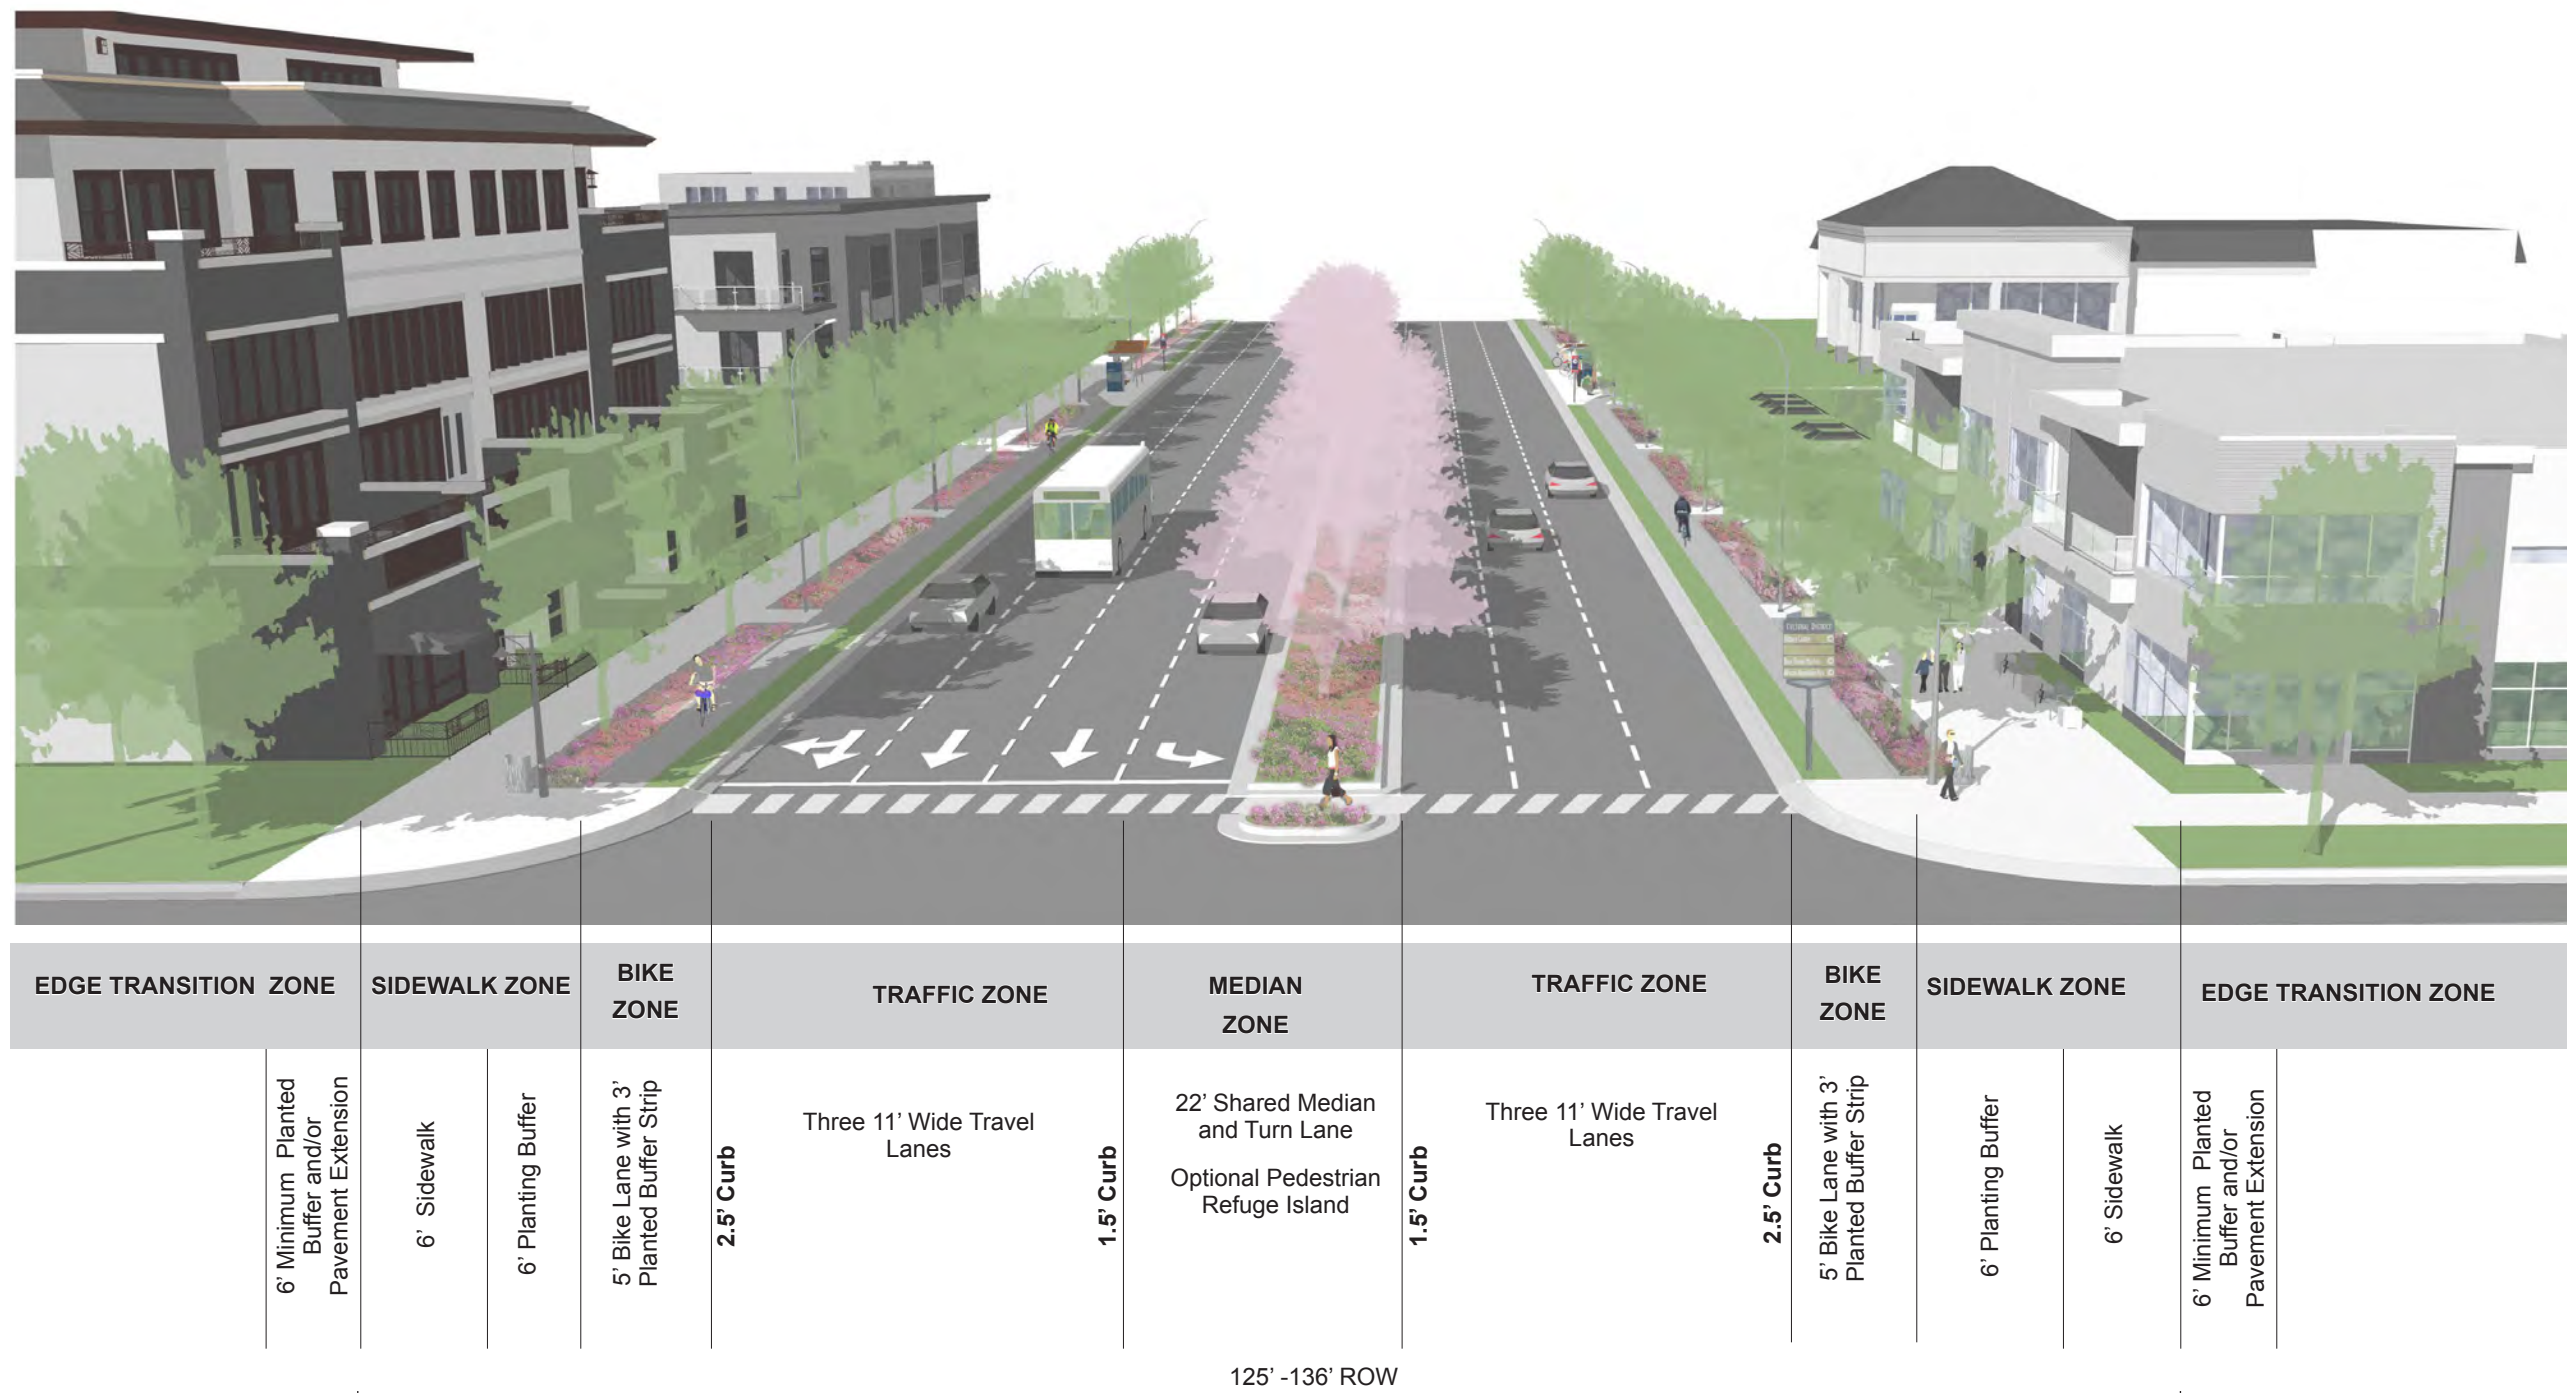 CULTURAL DISTRICT
EDGE TRANSITION ZONE
SIDEWALK ZONE
BIKE
ZONE
TRAFFIC ZONE
MEDIAN
ZONE
TRAFFIC ZONE
BIKE
ZONE
SIDEWALK ZONE
EDGE TRANSITION ZONE
6’ Minimum Planted
Buffer and/or
Pavement Extension
6’ Sidewalk
6’ Planting Buffer
5’ Bike Lane with 3’
Planted Buffer Strip
2.5’ Curb
Three 11’ Wide Travel
Lanes
1.5’ Curb
22’ Shared Median
and Turn Lane
Optional Pedestrian
Refuge Island
1.5’ Curb
Three 11’ Wide Travel
Lanes
2.5’ Curb
5’ Bike Lane with 3’
Planted Buffer Strip
6’ Planting Buffer
6’ Sidewalk
6’ Minimum Planted
Buffer and/or
Pavement Extension
125’ -136’ ROW